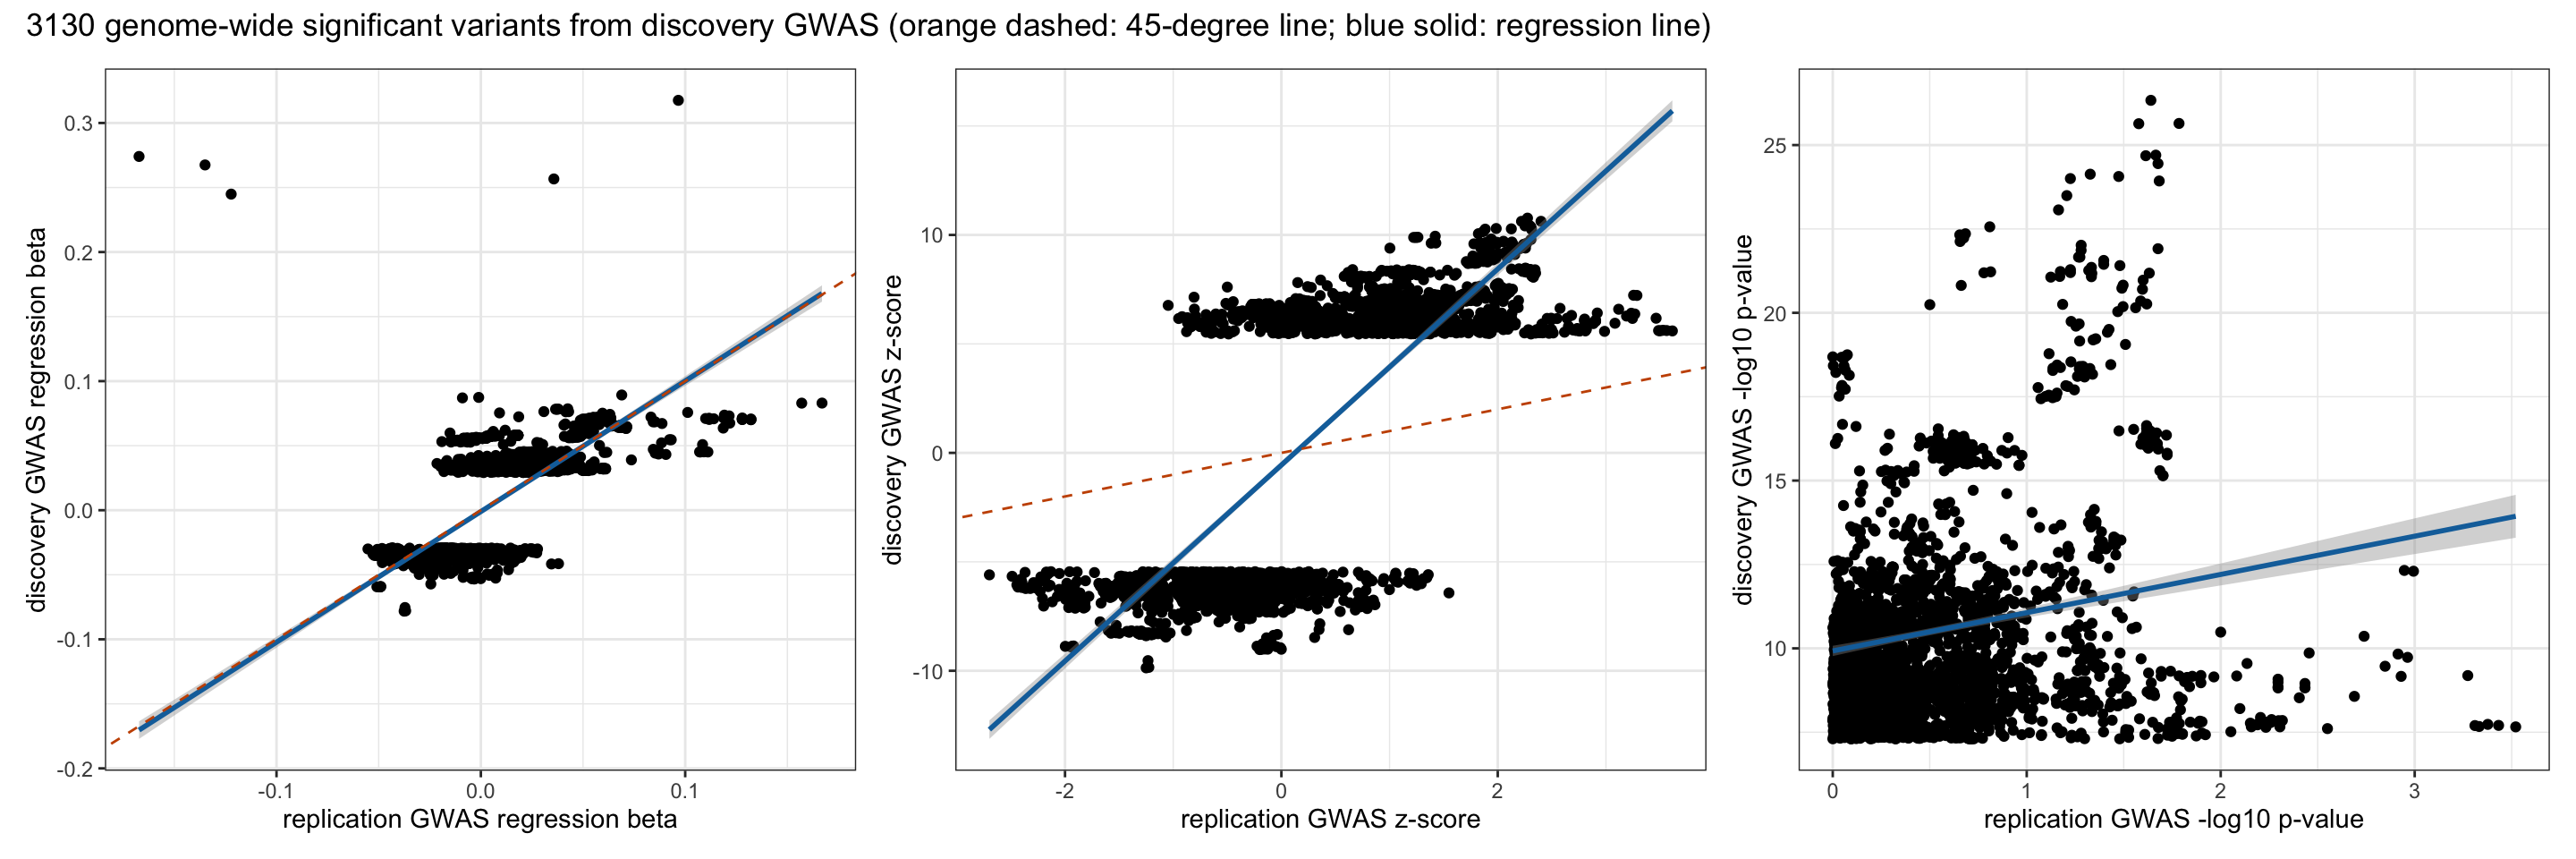 3130 genome-wide significant variants from discovery GWAS (orange dashed: 45-degree line; blue solid: regression line)
discovery GWAS regression beta
0.3
0.2
0.1
0.0
-0.1
-0.2
-0.1 0.0 0.1
replication GWAS regression beta
discovery GWAS z-score
10
0
-10
-2 0 2
replication GWAS z-score
discovery GWAS -log10 p-value
25
20
15
10
0 1 2 3
replication GWAS -log10 p-value